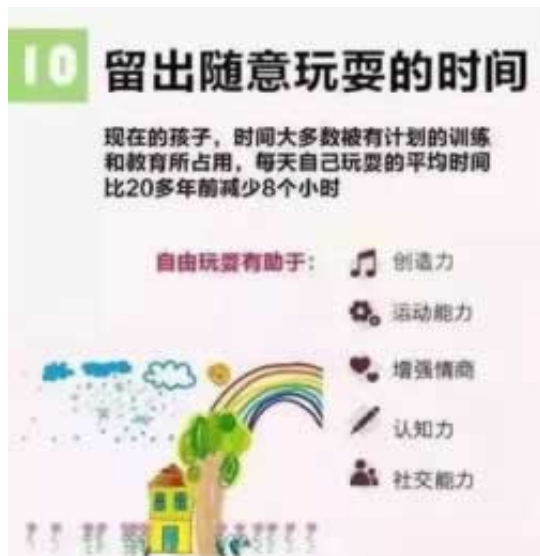 10 留出随意玩耍的时间
现在的孩子，时间大多数被有计划的训练
和教育所占用，每天自己玩耍的平均时间
比20多年前减少8个小时
自由玩耍有助于：
创造力
运动能力
增强情商
认知力
社交能力